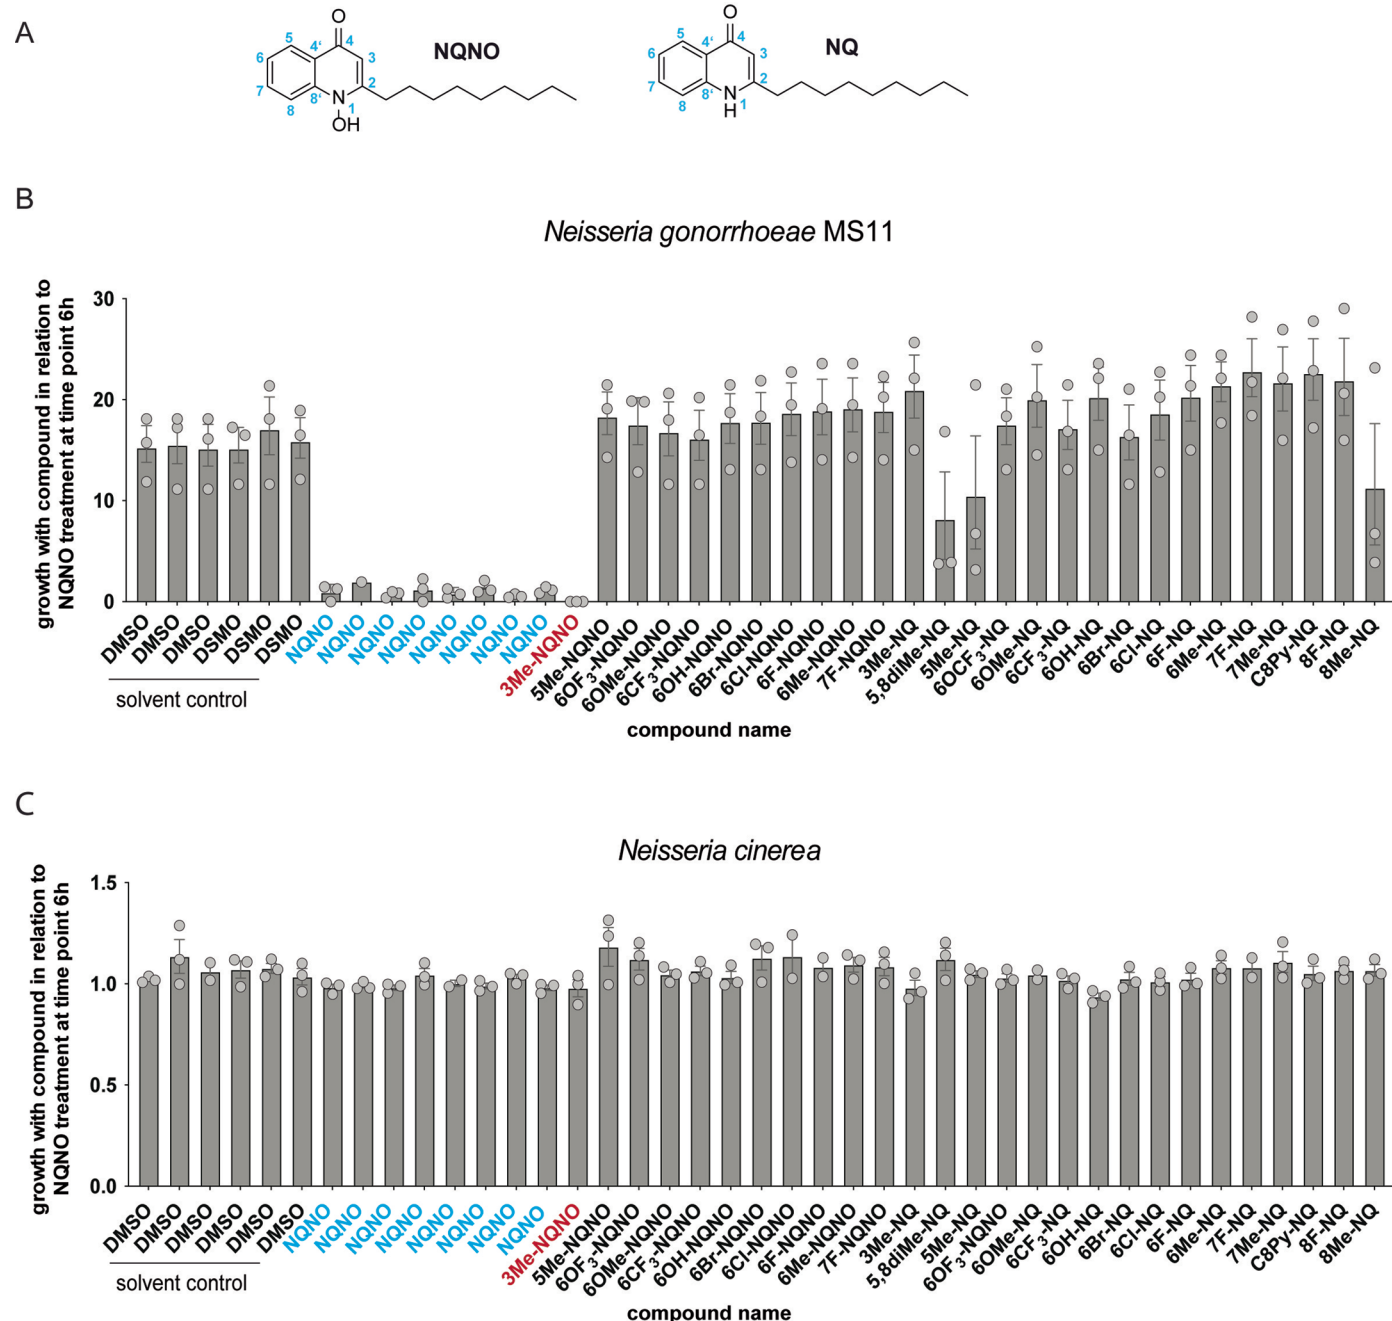 A
O
5
4'
4
3
6
7
8
8'
N
1
2
OH
NQNO
O
5
4'
4
3
6
7
8
8'
N
H
1
2
NQ
B
Neisseria gonorrhoeae MS11
growth with compound in relation to
NQNO treatment at time point 6h
30
20
10
0
DMSO
DMSO
DMSO
DSMO
DSMO
DSMO
NQNO
NQNO
NQNO
NQNO
NQNO
NQNO
NQNO
NQNO
3Me-NQNO
5Me-NQNO
6OF3-NQNO
6OMe-NQNO
6CF3-NQNO
6OH-NQNO
6Br-NQNO
6Cl-NQNO
6F-NQNO
6Me-NQNO
7F-NQNO
3Me-NQ
5,8diMe-NQ
5Me-NQ
6OCF3-NQ
6OMe-NQ
6CF3-NQ
6OH-NQ
6Br-NQ
6Cl-NQ
6F-NQ
6Me-NQ
7F-NQ
7Me-NQ
C8Py-NQ
8F-NQ
8Me-NQ
solvent control
compound name
C
Neisseria cinerea
growth with compound in relation to
NQNO treatment at time point 6h
1.5
1.0
0.5
0.0
DMSO
DMSO
DMSO
DMSO
DMSO
DMSO
NQNO
NQNO
NQNO
NQNO
NQNO
NQNO
NQNO
NQNO
3Me-NQNO
5Me-NQNO
6OF3-NQNO
6OMe-NQNO
6CF3-NQNO
6OH-NQNO
6Br-NQNO
6Cl-NQNO
6F-NQNO
6Me-NQNO
7F-NQNO
3Me-NQ
5,8diMe-NQ
5Me-NQ
6OF3-NQNO
6OMe-NQ
6CF3-NQ
6OH-NQ
6Br-NQ
6Cl-NQ
6F-NQ
6Me-NQ
7F-NQ
7Me-NQ
C8Py-NQ
8F-NQ
8Me-NQ
solvent control
compound name